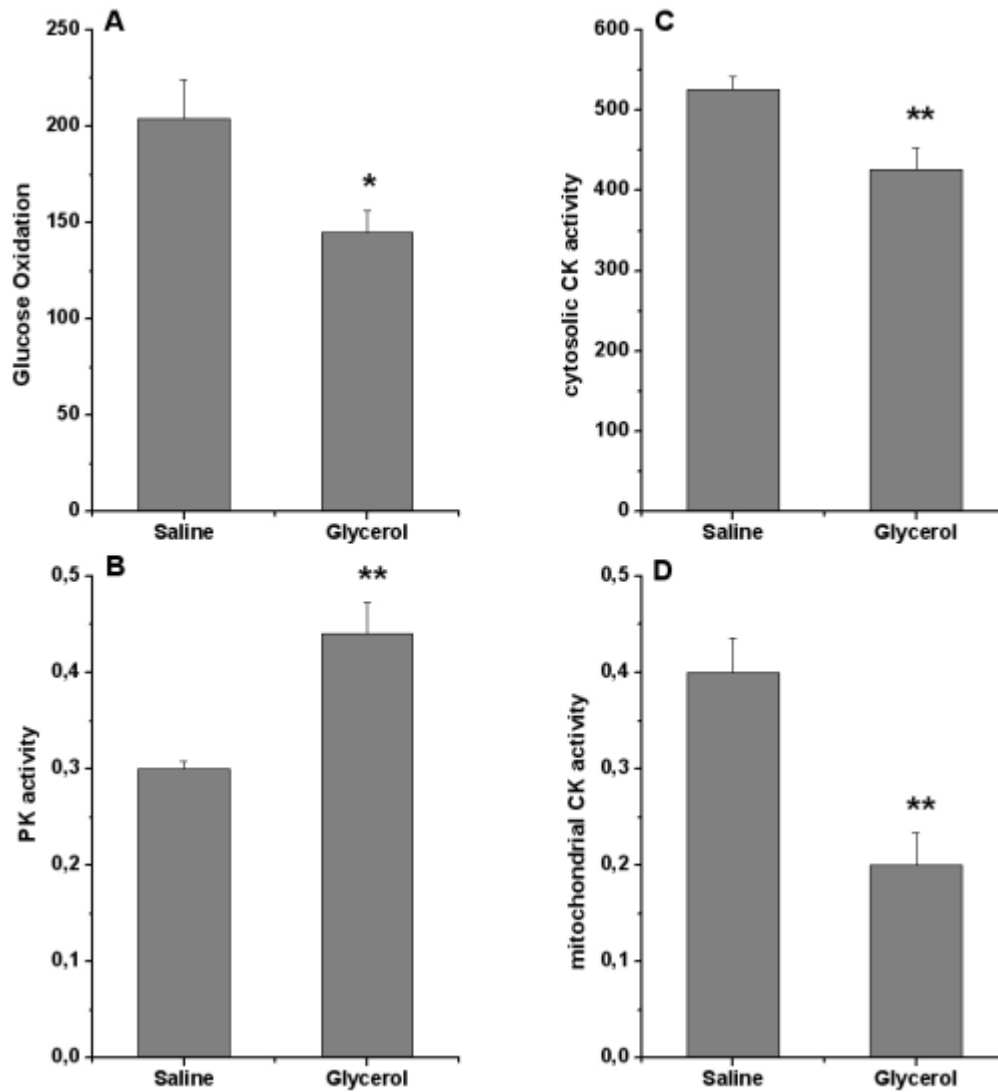 A
250
200
150
100
50
0
Glucose Oxidation
*
Saline
Glycerol
C
600
500
400
300
200
100
0
cytosolic CK activity
**
Saline
Glycerol
B
0,5
0,4
0,3
0,2
0,1
0,0
PK activity
**
Saline
Glycerol
D
0,5
0,4
0,3
0,2
0,1
0,0
mitochondrial CK activity
**
Saline
Glycerol